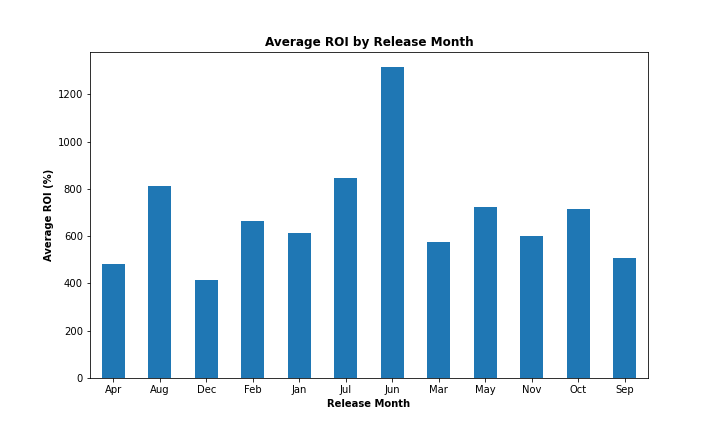 Average ROI by Release Month
Average ROI (%)
1200
1000
800
600
400
200
0
Apr Aug Dec Feb Jan Jul Jun Mar May Nov Oct Sep
Release Month